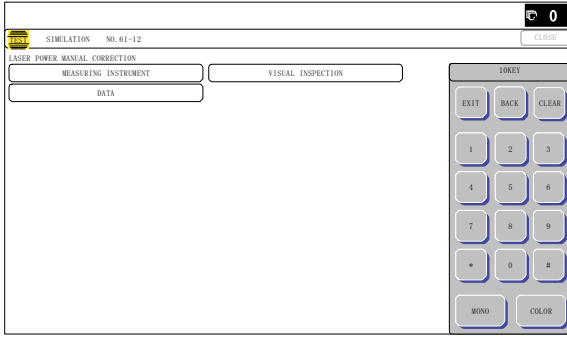 0
TEST SIMULATION NO.61-12 CLOSE
LASER POWER MANUAL CORRECTION
MEASURING INSTRUMENT VISUAL INSPECTION
DATA
10KEY
EXIT BACK CLEAR
1 2 3
4 5 6
7 8 9
* 0 #
MONO COLOR